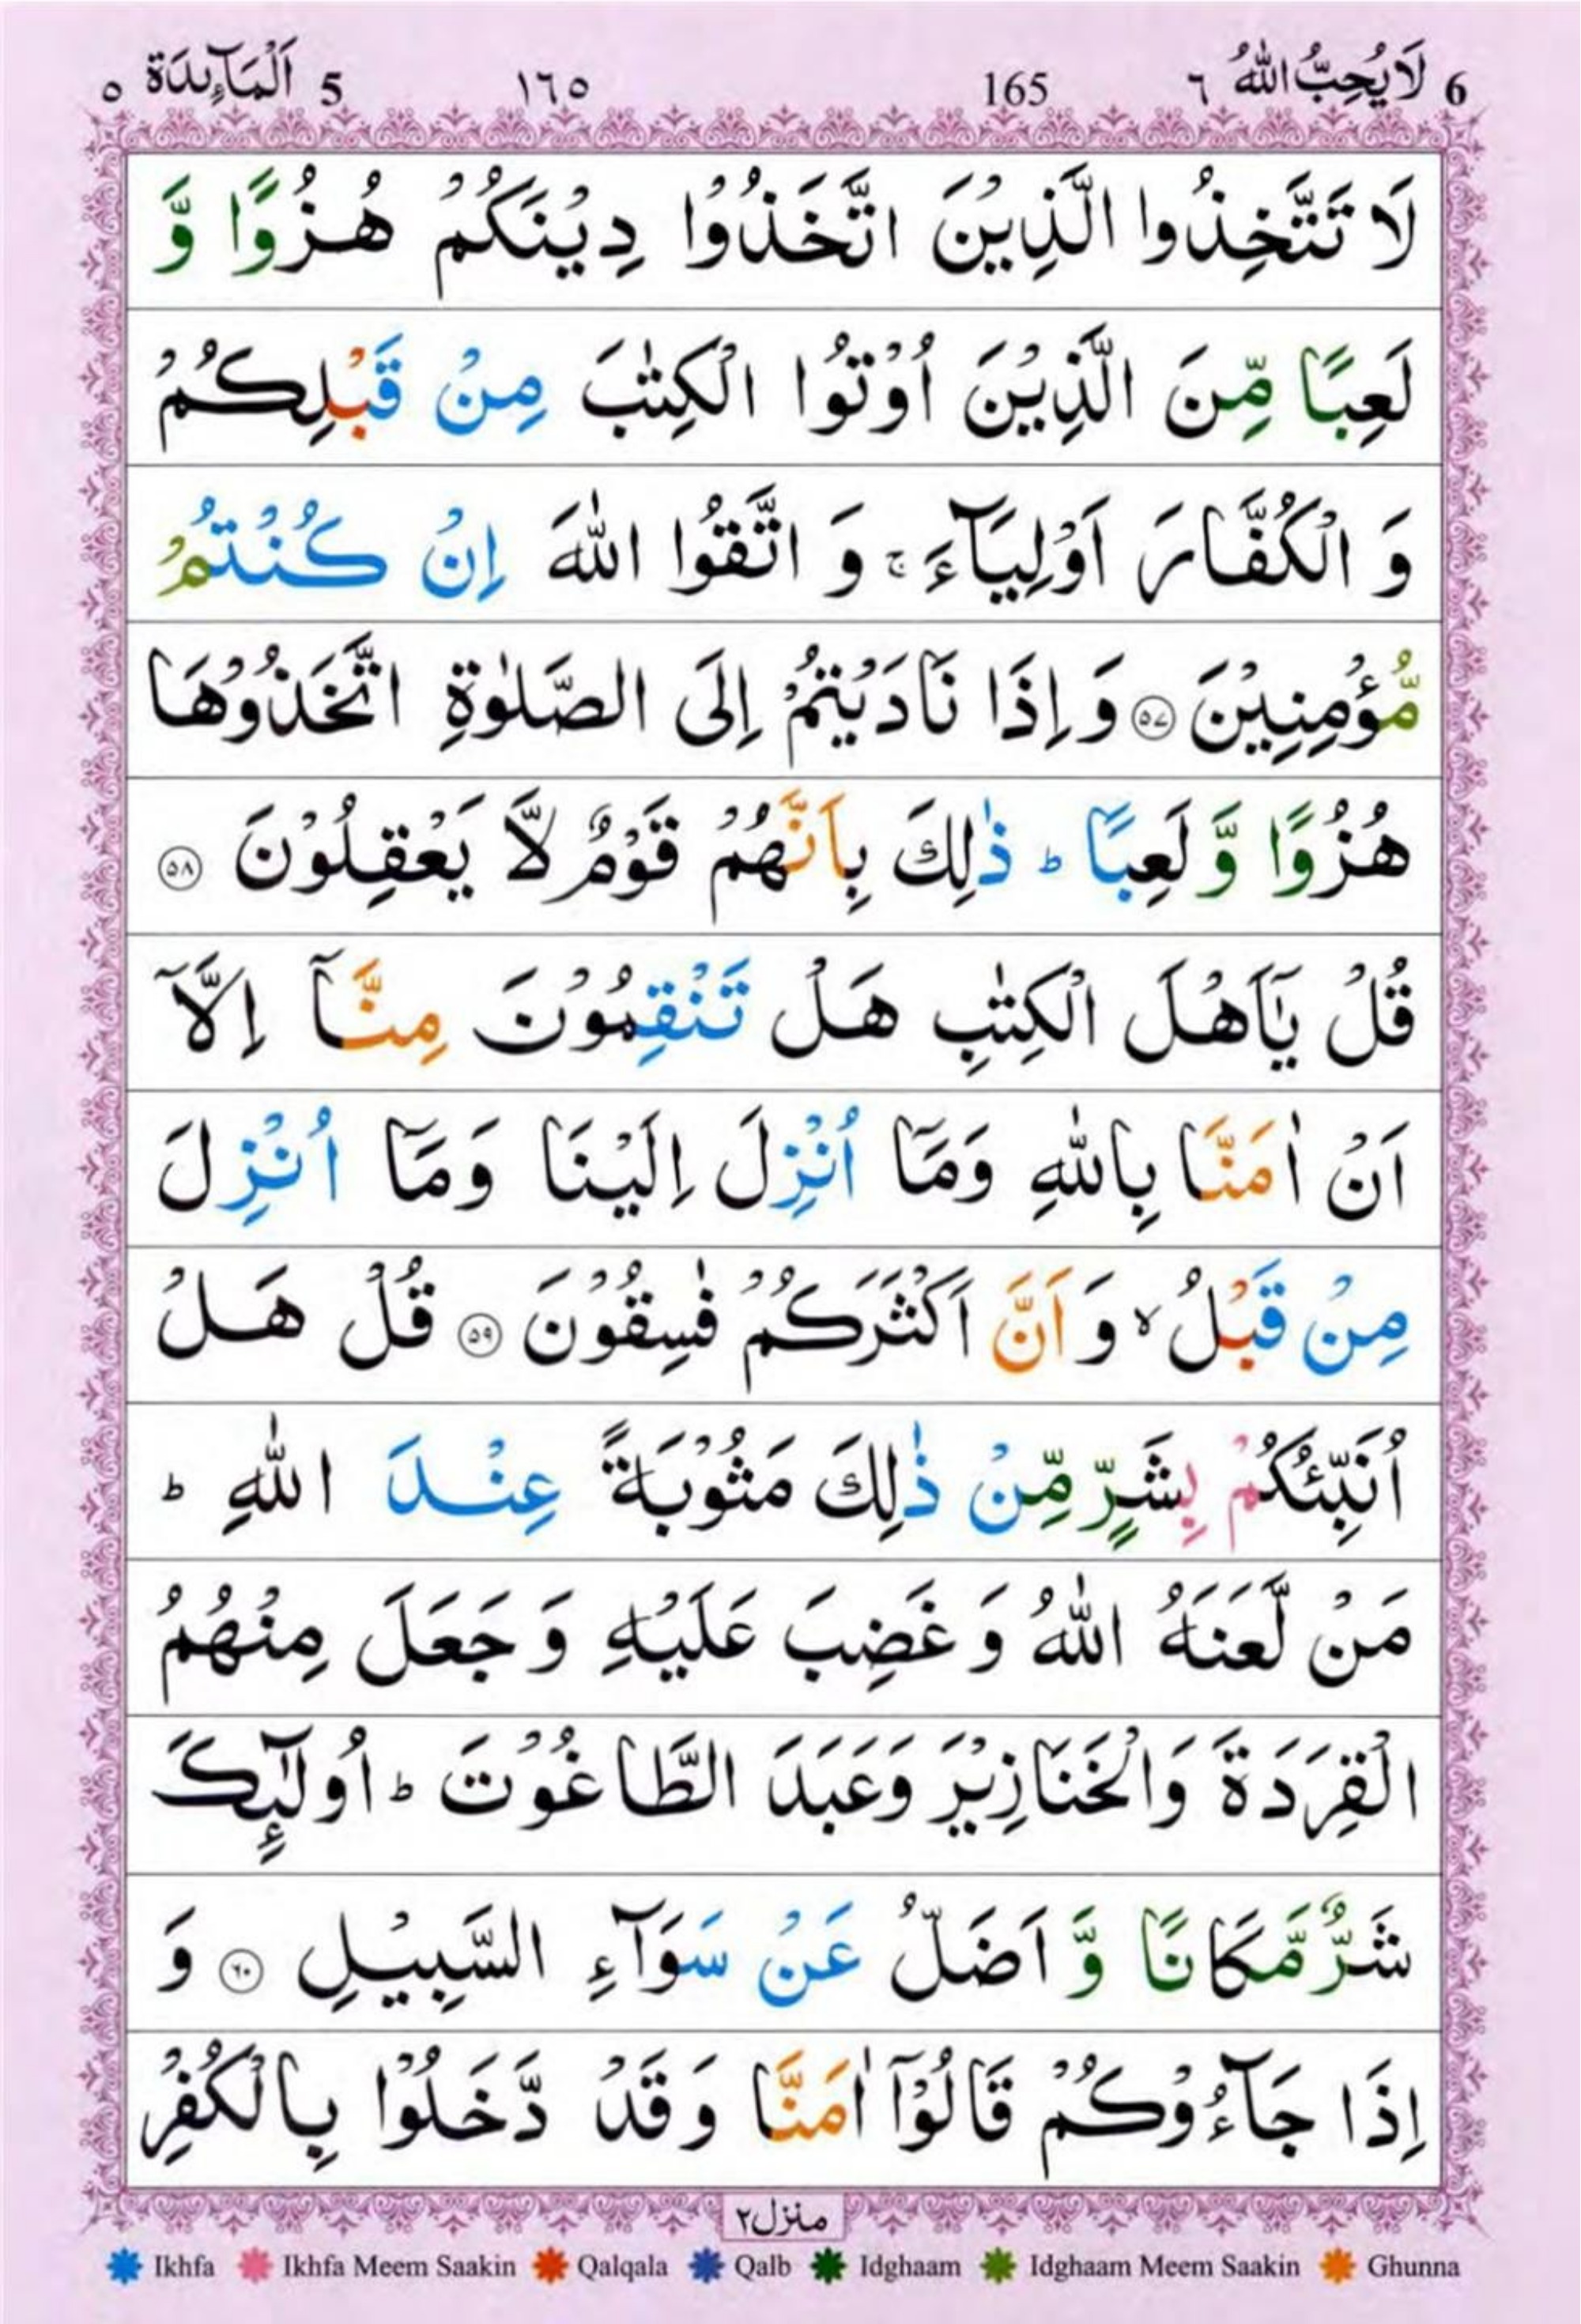 6 لَا يُحِبُّ اللّٰهُ ٦ 165 ١٦٥ 5 اَلْمَآئِدَة ٥
لَا تَتَّخِذُوا الَّذِيْنَ اتَّخَذُوْا دِيْنَكُمْ هُزُوًا وَّ
لَعِبًا مِّنَ الَّذِيْنَ اُوْتُوا الْكِتٰبَ مِنْ قَبْلِكُمْ
وَ الْكُفَّارَ اَوْلِيَآءَ ۚ وَ اتَّقُوا اللّٰهَ اِنْ كُنْتُمْ
مُّؤْمِنِيْنَ ۝٥٧ وَ اِذَا نَادَيْتُمْ اِلَى الصَّلٰوةِ اتَّخَذُوْهَا
هُزُوًا وَّ لَعِبًا ؕ ذٰلِكَ بِاَنَّهُمْ قَوْمٌ لَّا يَعْقِلُوْنَ ۝٥٨
قُلْ يٰٓاَهْلَ الْكِتٰبِ هَلْ تَنْقِمُوْنَ مِنَّاۤ اِلَّاۤ
اَنْ اٰمَنَّا بِاللّٰهِ وَمَاۤ اُنْزِلَ اِلَيْنَا وَمَاۤ اُنْزِلَ
مِنْ قَبْلُ ۙ وَ اَنَّ اَكْثَرَكُمْ فٰسِقُوْنَ ۝٥٩ قُلْ هَلْ
اُنَبِّئُكُمْ بِشَرٍّ مِّنْ ذٰلِكَ مَثُوْبَةً عِنْدَ اللّٰهِ ؕ
مَنْ لَّعَنَهُ اللّٰهُ وَ غَضِبَ عَلَيْهِ وَ جَعَلَ مِنْهُمُ
الْقِرَدَةَ وَالْخَنَازِيْرَ وَعَبَدَ الطَّاغُوْتَ ؕ اُولٰٓئِكَ
شَرٌّ مَّكَانًا وَّ اَضَلُّ عَنْ سَوَآءِ السَّبِيْلِ ۝٦٠ وَ
اِذَا جَآءُوْكُمْ قَالُوْۤا اٰمَنَّا وَ قَدْ دَّخَلُوْا بِالْكُفْرِ
منزل٢
Ikhfa Ikhfa Meem Saakin Qalqala Qalb Idghaam Idghaam Meem Saakin Ghunna